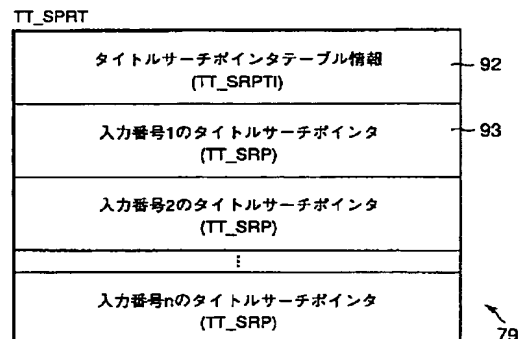 TT_SPRT
タイトルサーチポインタテーブル情報
(TT_SRPTI)
92
入力番号1のタイトルサーチポインタ
(TT_SRP)
93
入力番号2のタイトルサーチポインタ
(TT_SRP)
⋮
入力番号nのタイトルサーチポインタ
(TT_SRP)
79